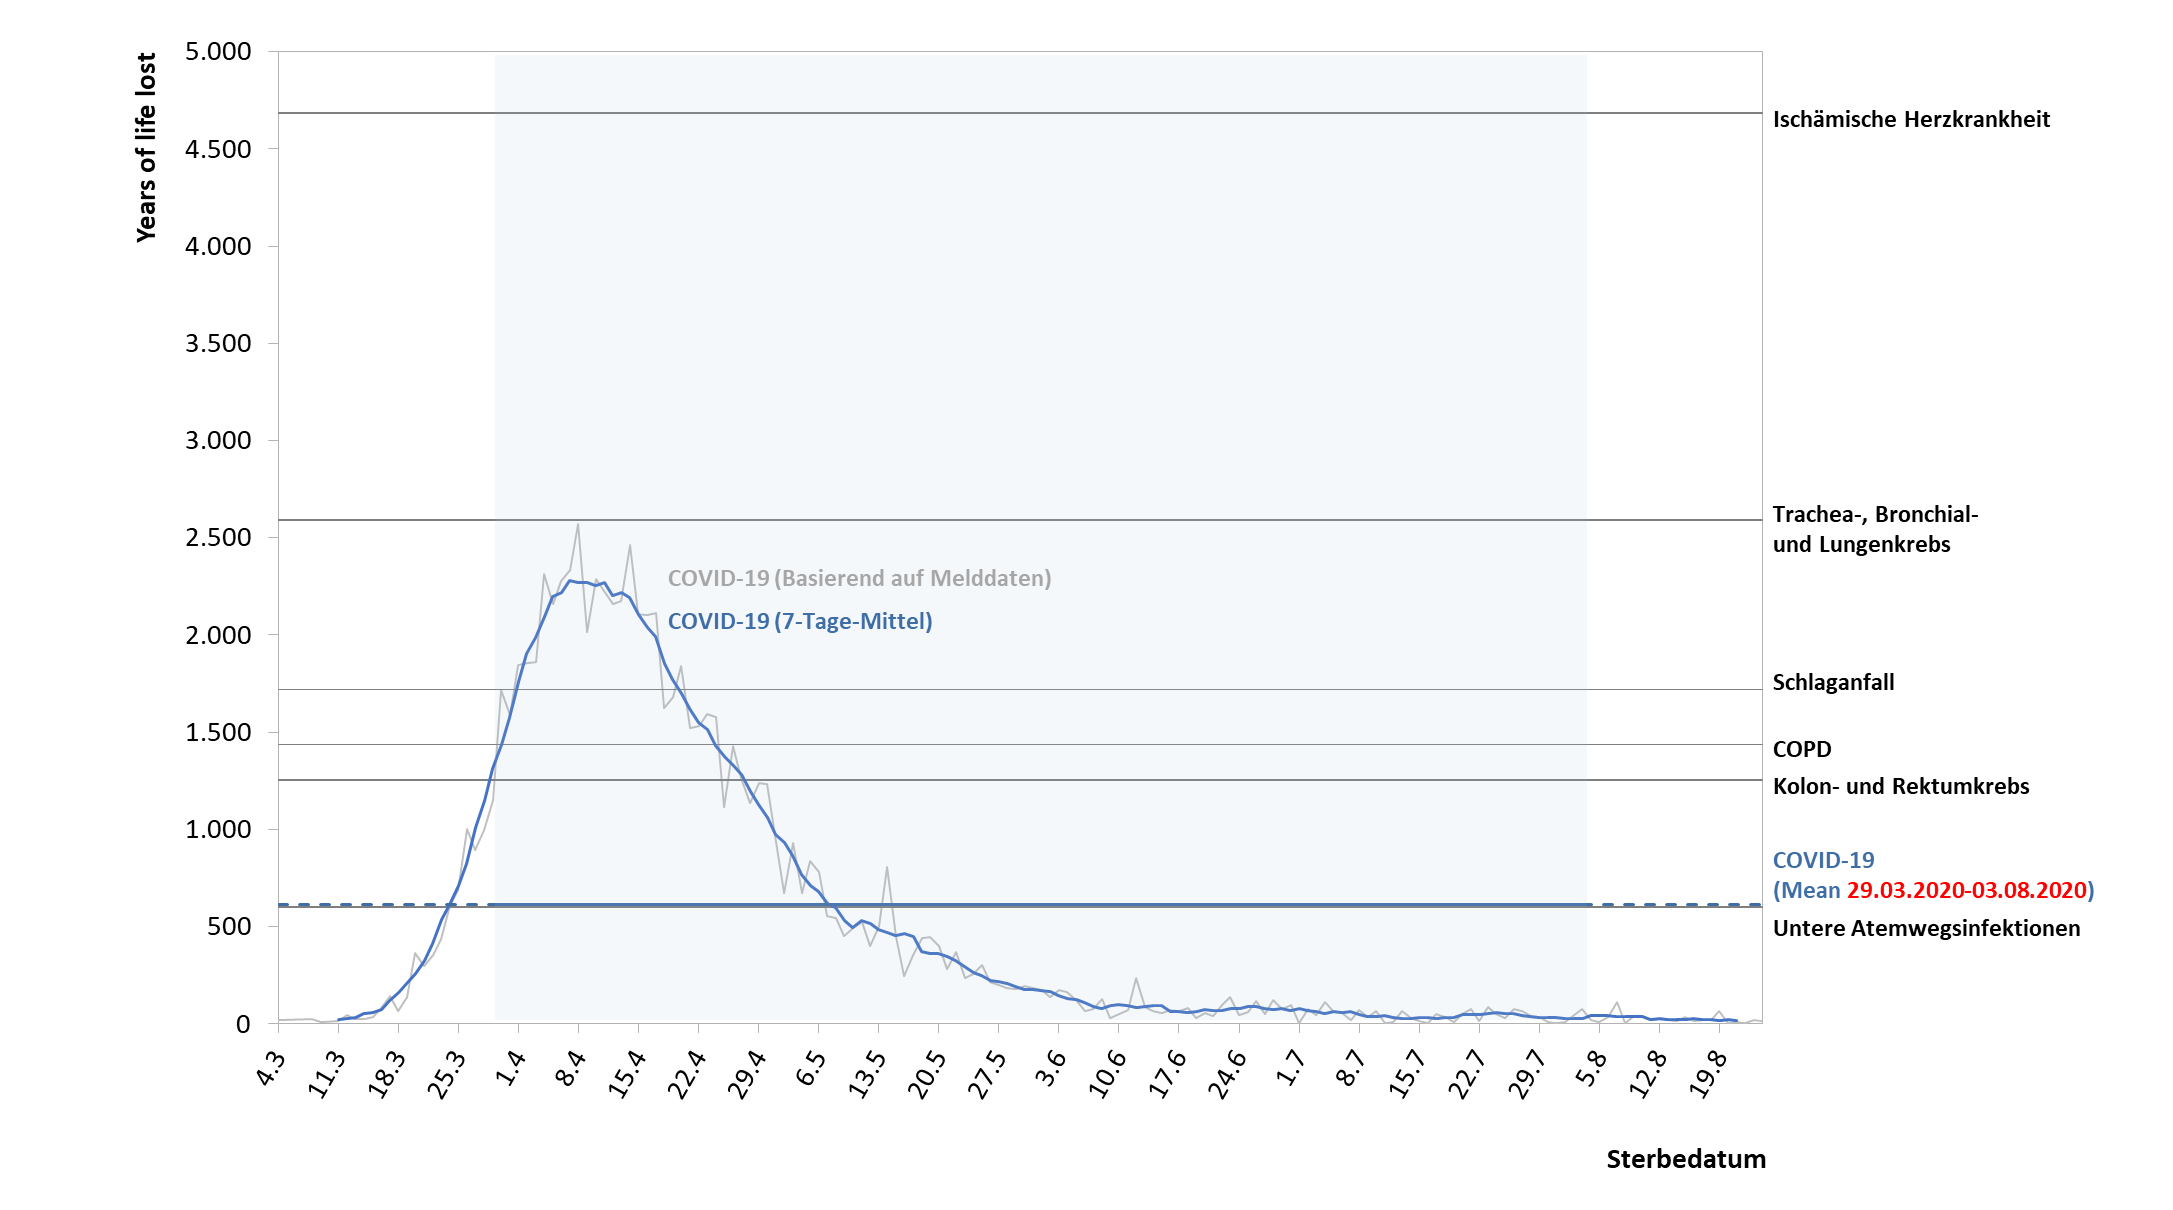 Years of life lost
5.000
4.500
4.000
3.500
3.000
2.500
2.000
1.500
1.000
500
0
Ischämische Herzkrankheit
Trachea-, Bronchial-
und Lungenkrebs
COVID-19 (Basierend auf Melddaten)
COVID-19 (7-Tage-Mittel)
Schlaganfall
COPD
Kolon- und Rektumkrebs
COVID-19
(Mean 29.03.2020-03.08.2020)
Untere Atemwegsinfektionen
4.3
11.3
18.3
25.3
1.4
8.4
15.4
22.4
29.4
6.5
13.5
20.5
27.5
3.6
10.6
17.6
24.6
1.7
8.7
15.7
22.7
29.7
5.8
12.8
19.8
Sterbedatum